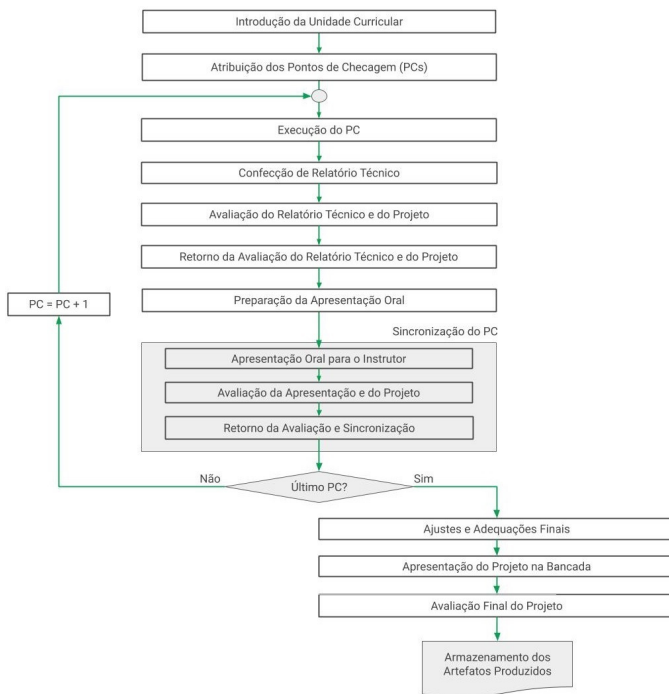 Introdução da Unidade Curricular
Atribuição dos Pontos de Checagem (PCs)
Execução do PC
Confecção de Relatório Técnico
Avaliação do Relatório Técnico e do Projeto
Retorno da Avaliação do Relatório Técnico e do Projeto
PC = PC + 1
Preparação da Apresentação Oral
Sincronização do PC
Apresentação Oral para o Instrutor
Avaliação da Apresentação e do Projeto
Retorno da Avaliação e Sincronização
Não
Último PC?
Sim
Ajustes e Adequações Finais
Apresentação do Projeto na Bancada
Avaliação Final do Projeto
Armazenamento dos
Artefatos Produzidos